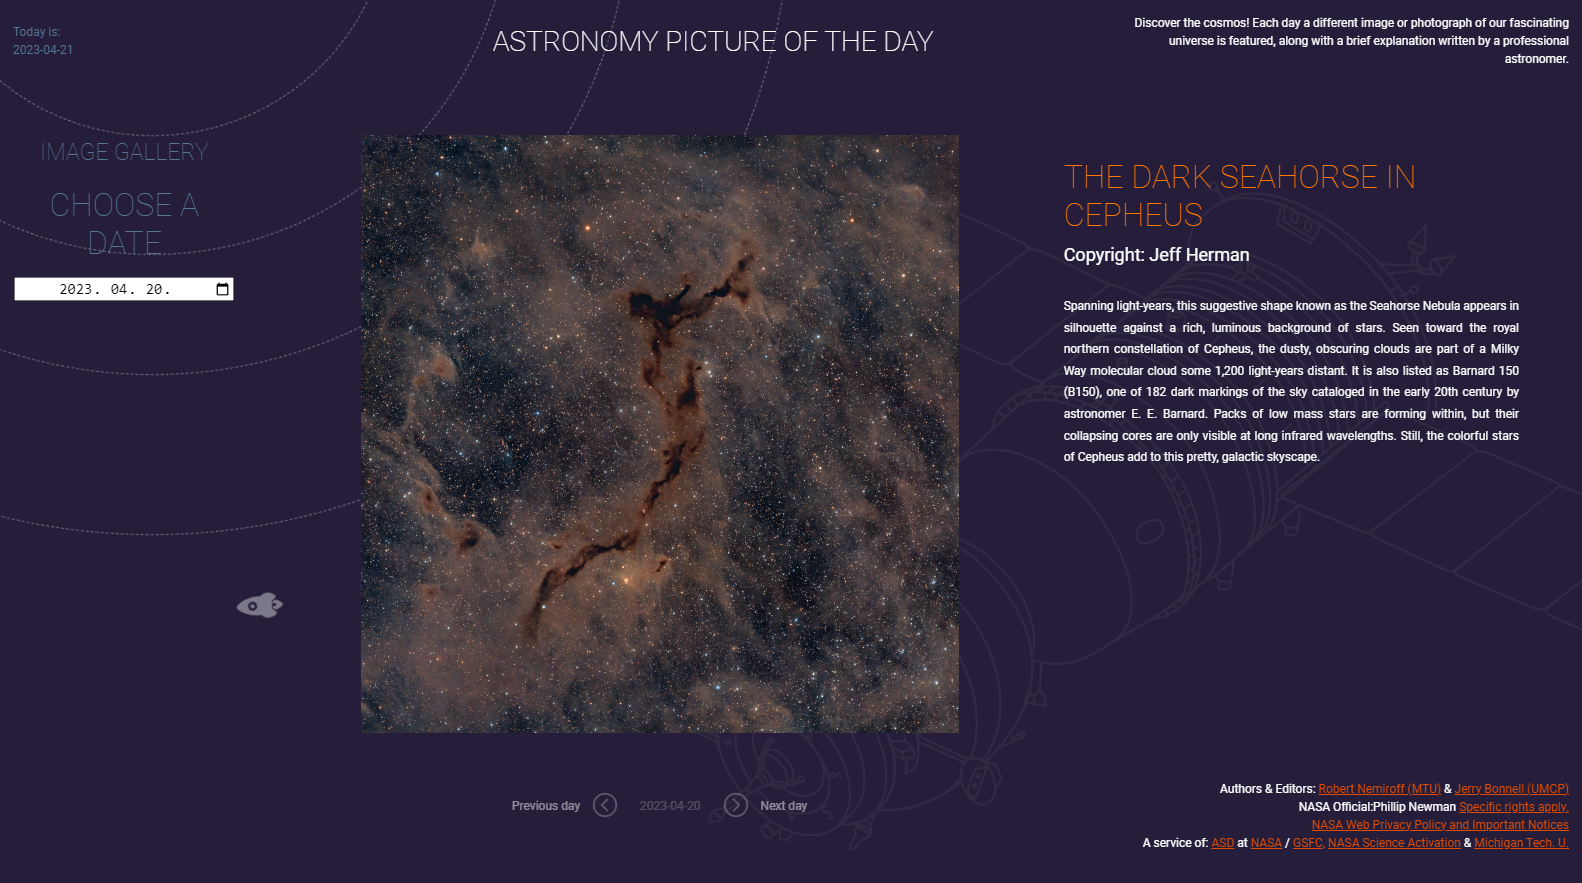 Today is:
2023-04-21
ASTRONOMY PICTURE OF THE DAY
Discover the cosmos! Each day a different image or photograph of our fascinating
universe is featured, along with a brief explanation written by a professional
astronomer.
IMAGE GALLERY
CHOOSE A
DATE
2023. 04. 20.
THE DARK SEAHORSE IN
CEPHEUS
Copyright: Jeff Herman
Spanning light-years, this suggestive shape known as the Seahorse Nebula appears in
silhouette against a rich, luminous background of stars. Seen toward the royal
northern constellation of Cepheus, the dusty, obscuring clouds are part of a Milky
Way molecular cloud some 1,200 light-years distant. It is also listed as Barnard 150
(B150), one of 182 dark markings of the sky cataloged in the early 20th century by
astronomer E. E. Barnard. Packs of low mass stars are forming within, but their
collapsing cores are only visible at long infrared wavelengths. Still, the colorful stars
of Cepheus add to this pretty, galactic skyscape.
Previous day 2023-04-20 Next day
Authors & Editors: Robert Nemiroff (MTU) & Jerry Bonnell (UMCP)
NASA Official:Phillip Newman Specific rights apply.
NASA Web Privacy Policy and Important Notices
A service of: ASD at NASA / GSFC, NASA Science Activation & Michigan Tech. U.